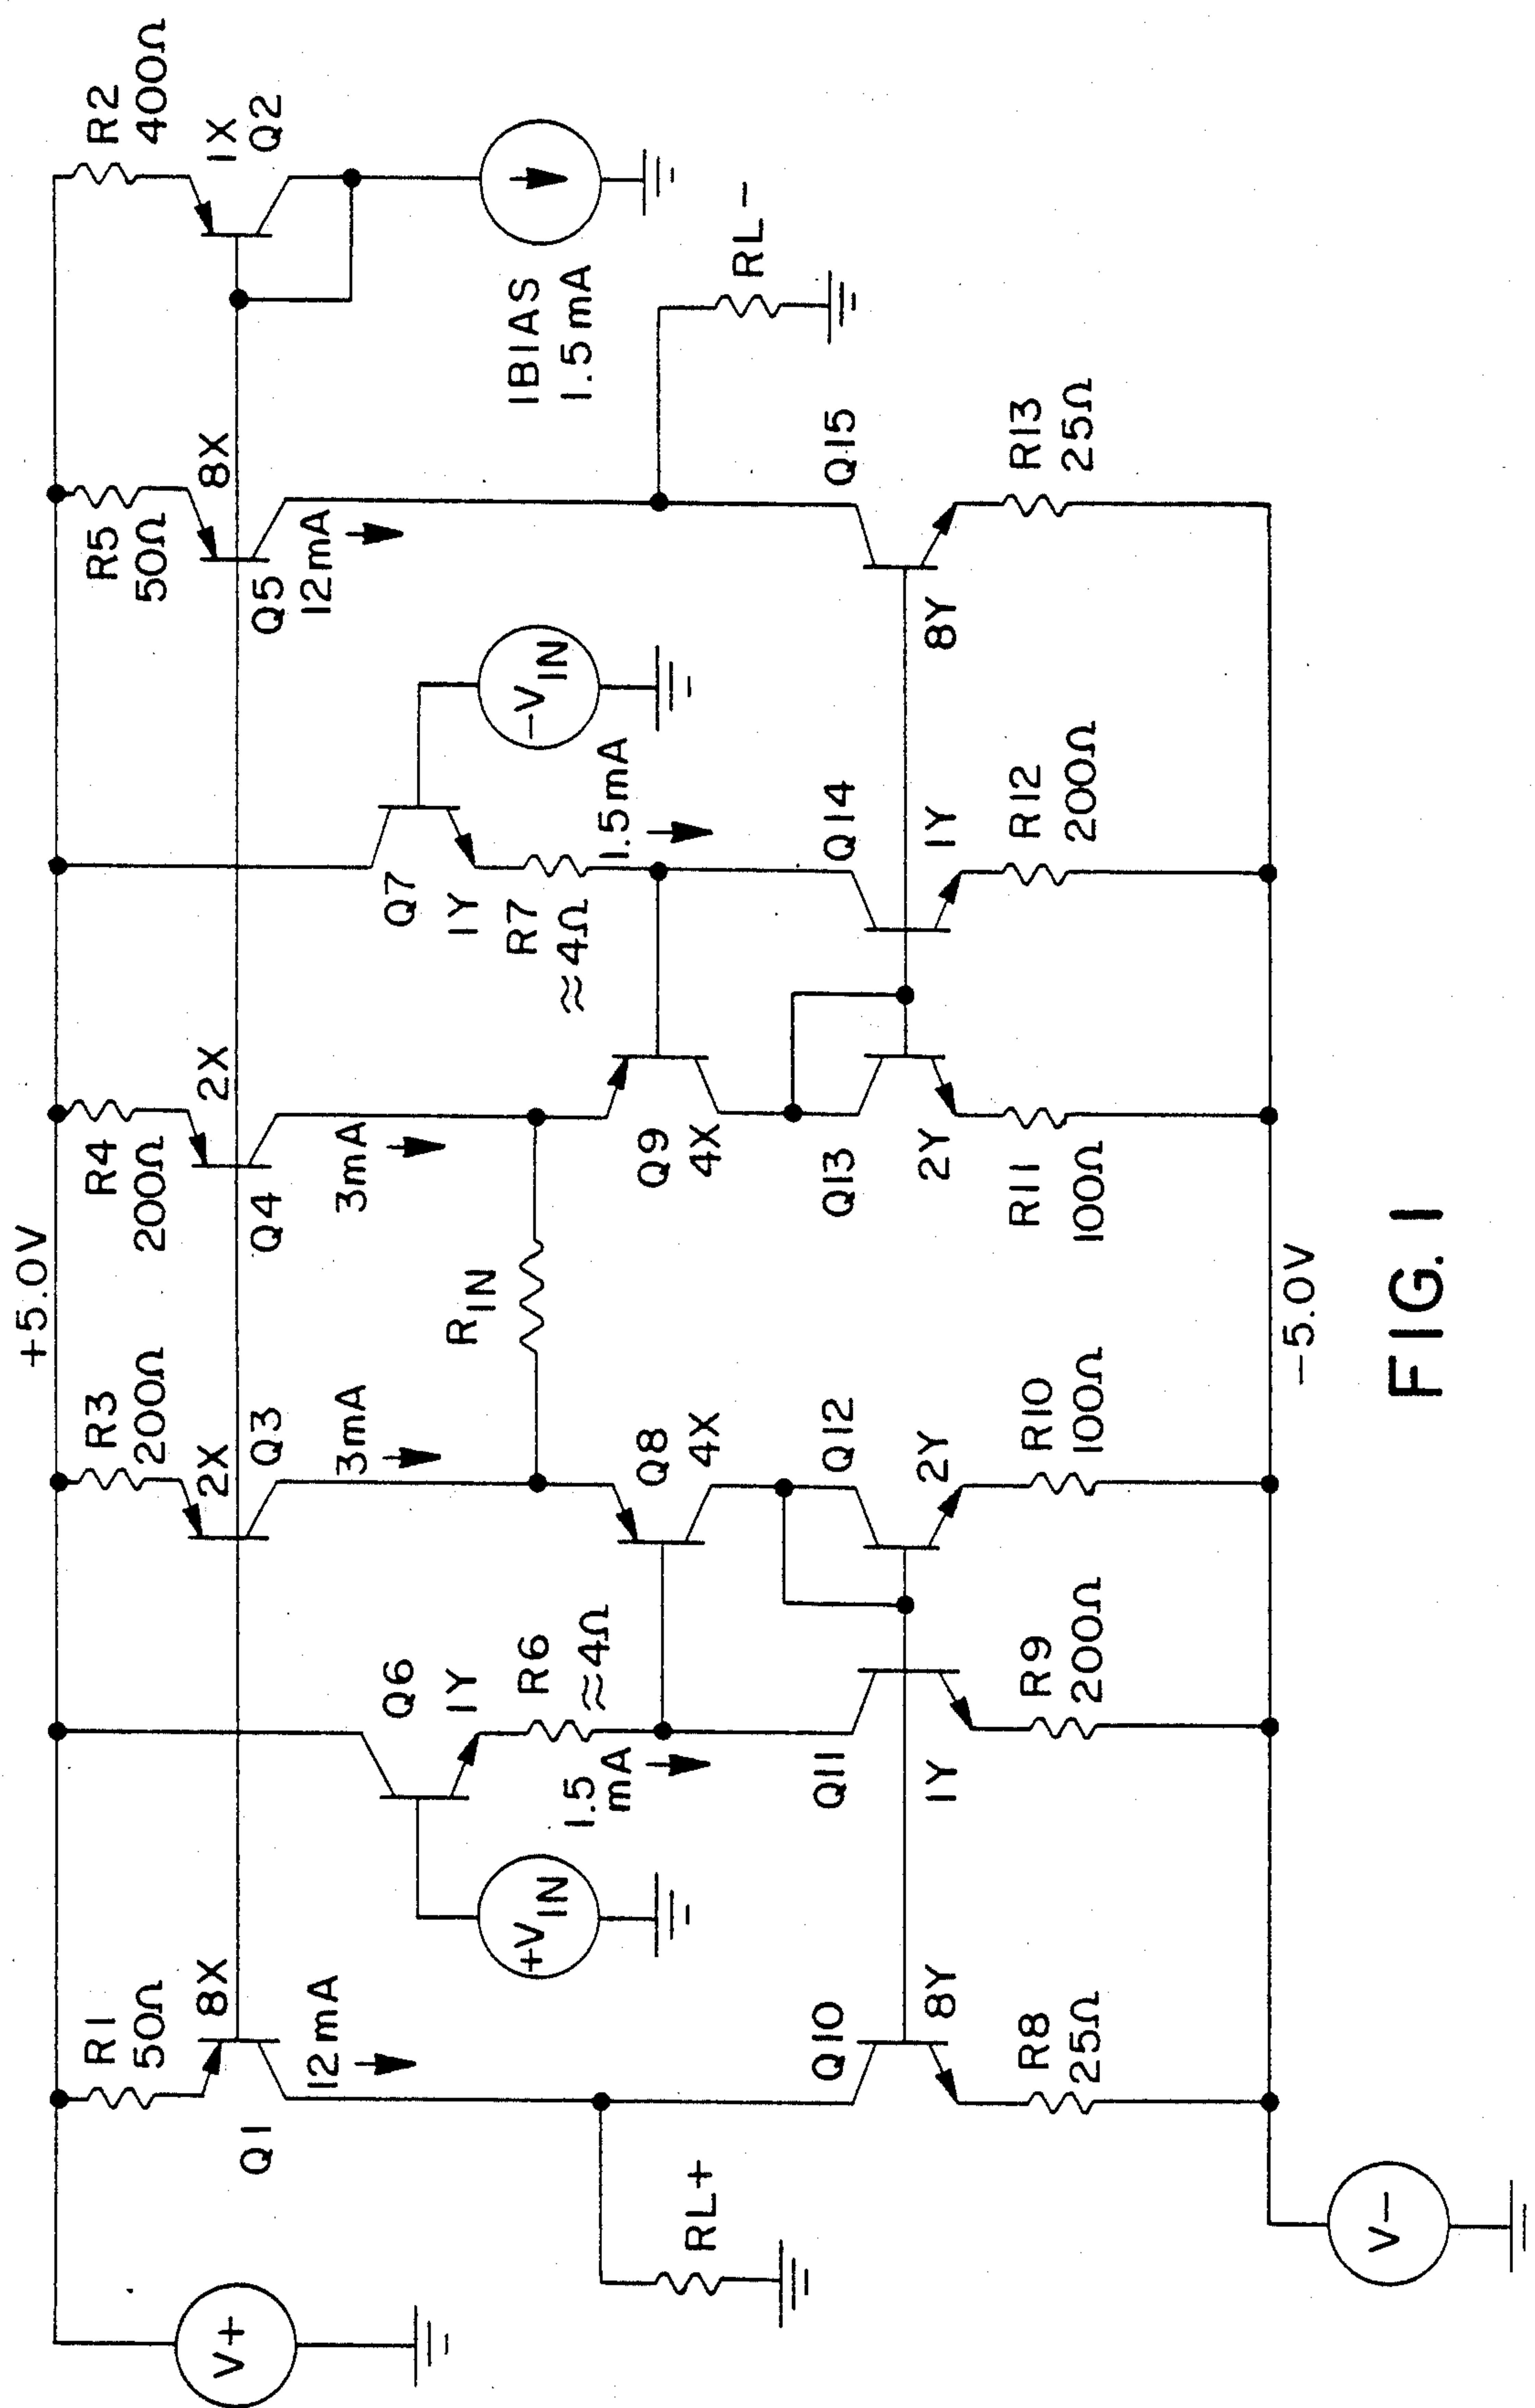 +5.0V
V+
R1
50Ω
8X
Q1
12mA
RL+
+VIN
Q6
1Y
R6
≈4Ω
1.5
mA
R3
200Ω
2X
Q3
3mA
RIN
R4
200Ω
2X
Q4
3mA
Q7
1Y
R7
≈4Ω
1.5mA
-VIN
R5
50Ω
8X
Q5
12mA
R2
400Ω
1X
Q2
IBIAS
1.5mA
RL-
Q8
4X
Q9
4X
Q10
8Y
R8
25Ω
Q11
1Y
R9
200Ω
Q12
2Y
R10
100Ω
Q13
2Y
R11
100Ω
Q14
1Y
R12
200Ω
Q15
8Y
R13
25Ω
V-
-5.0V
FIG. 1